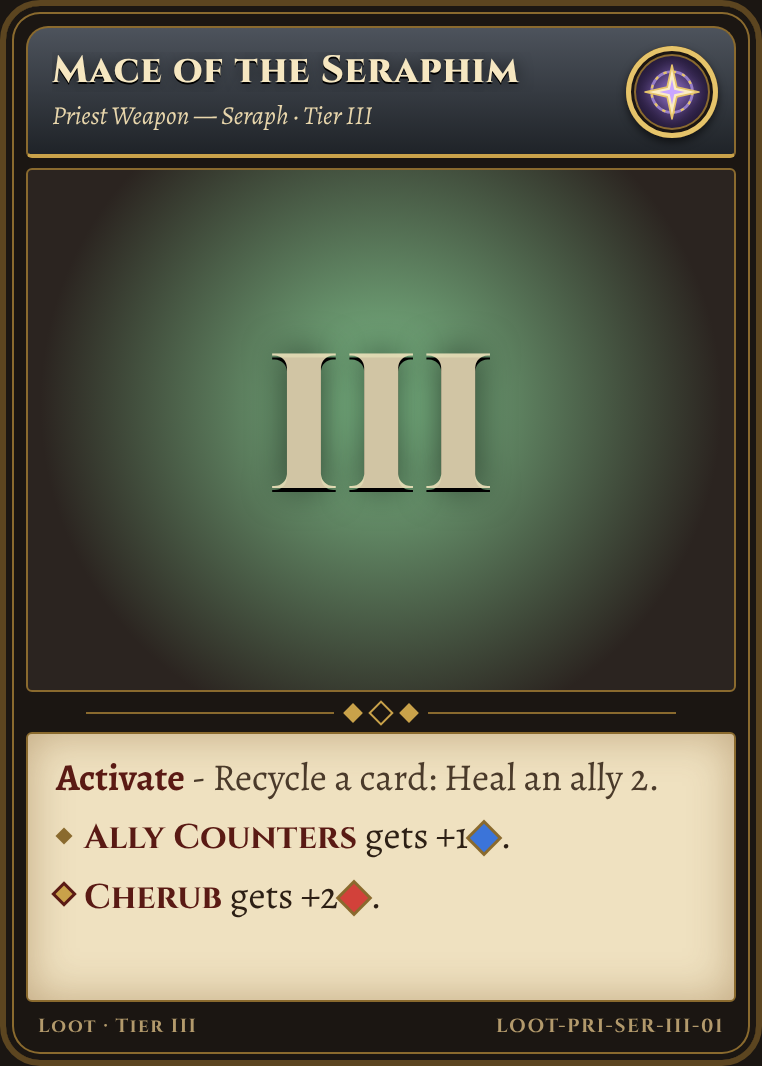 Mace of the Seraphim
Priest Weapon — Seraph · Tier III
III
Activate - Recycle a card: Heal an ally 2.
Ally Counters gets +1.
Cherub gets +2.
Loot · Tier III
LOOT-PRI-SER-III-01